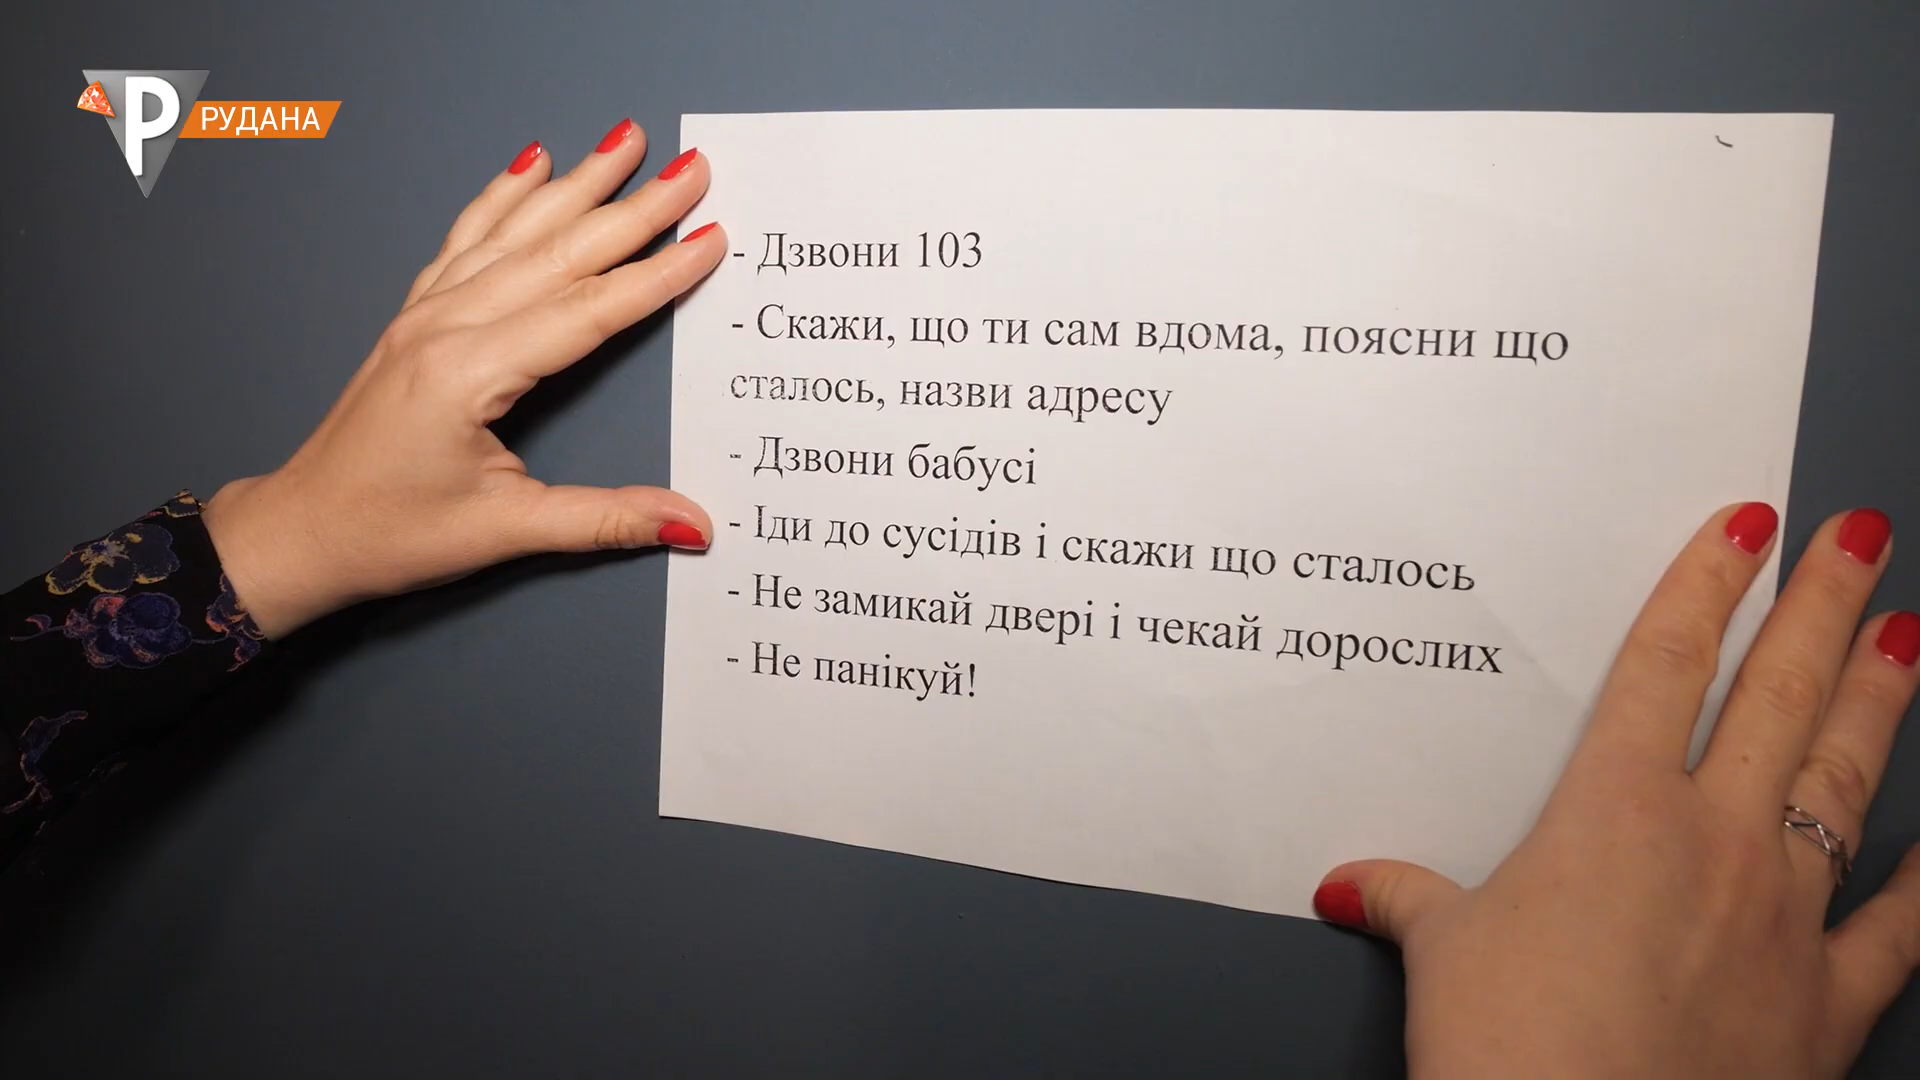 Р РУДАНА
- Дзвони 103
- Скажи, що ти сам вдома, поясни що
сталось, назви адресу
- Дзвони бабусі
- Іди до сусідів і скажи що сталось
- Не замикай двері і чекай дорослих
- Не панікуй!